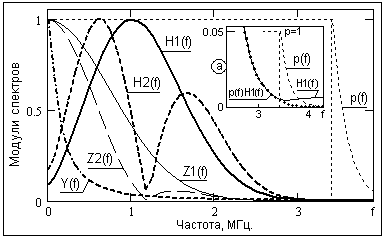 Модули спектров
1
0.5
0
0
1
2
3
f
Частота, МГц.
H1(f)
H2(f)
Z2(f)
Z1(f)
Y(f)
p(f)
0.05
0
3
4
f
p=1
p(f)
H1(f)
a
p(f)H1(f)